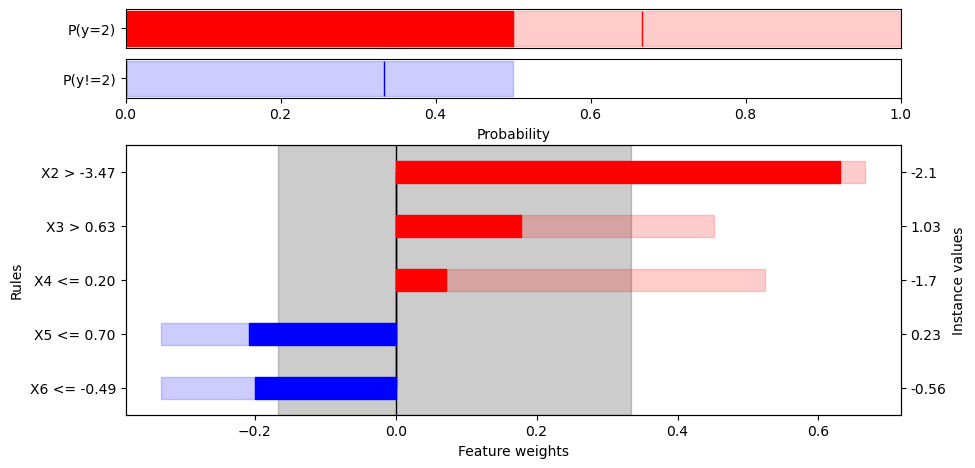 P(y=2)
P(y!=2)
0.0 0.2 0.4 0.6 0.8 1.0
Probability
X2 > -3.47 -2.1
X3 > 0.63 1.03
X4 <= 0.20 -1.7
X5 <= 0.70 0.23
X6 <= -0.49 -0.56
Rules
Instance values
−0.2 0.0 0.2 0.4 0.6
Feature weights